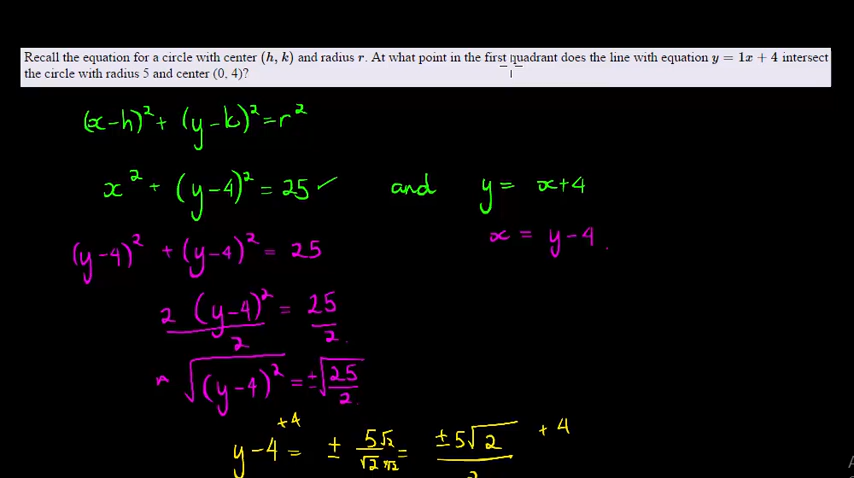 Recall the equation for a circle with center (h, k) and radius r. At what point in the first quadrant does the line with equation y = 1x + 4 intersect
the circle with radius 5 and center (0, 4)?
(x-h)² + (y-k)² = r²
x² + (y-4)² = 25 ✓ and y = x+4
(y-4)² + (y-4)² = 25 x = y-4.
2(y-4)²/2 = 25/2
√(y-4)² = ±√25/2
y-4 +4 = ± 5√2/√2 √2 = ±5√2/2 + 4